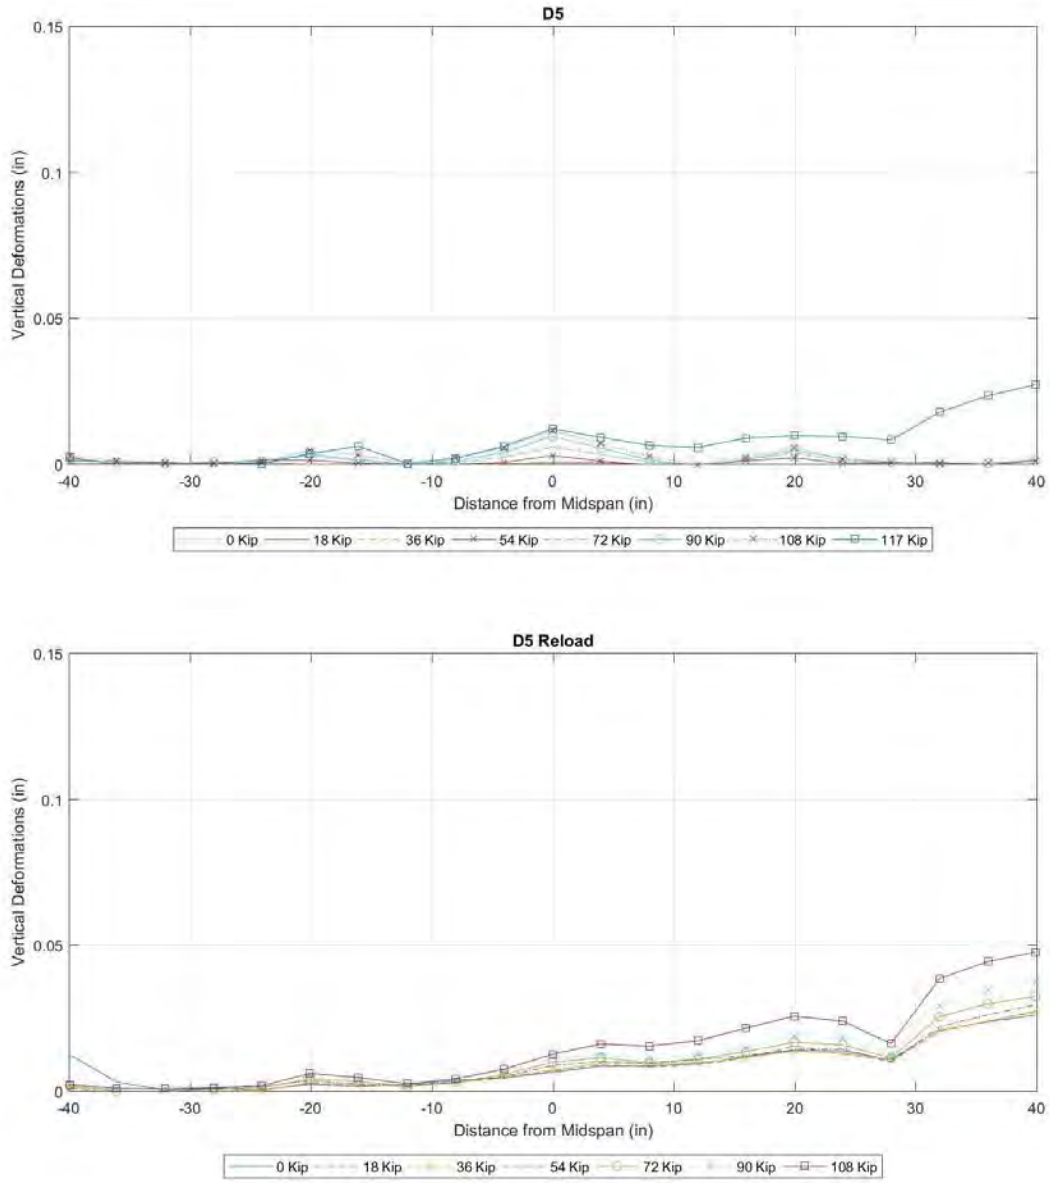 D5
0.15
0.1
0.05
0
Vertical Deformations (in)
-40 -30 -20 -10 0 10 20 30 40
Distance from Midspan (in)
0 Kip 18 Kip 36 Kip 54 Kip 72 Kip 90 Kip 108 Kip 117 Kip
D5 Reload
0.15
0.1
0.05
0
Vertical Deformations (in)
-40 -30 -20 -10 0 10 20 30 40
Distance from Midspan (in)
0 Kip 18 Kip 36 Kip 54 Kip 72 Kip 90 Kip 108 Kip